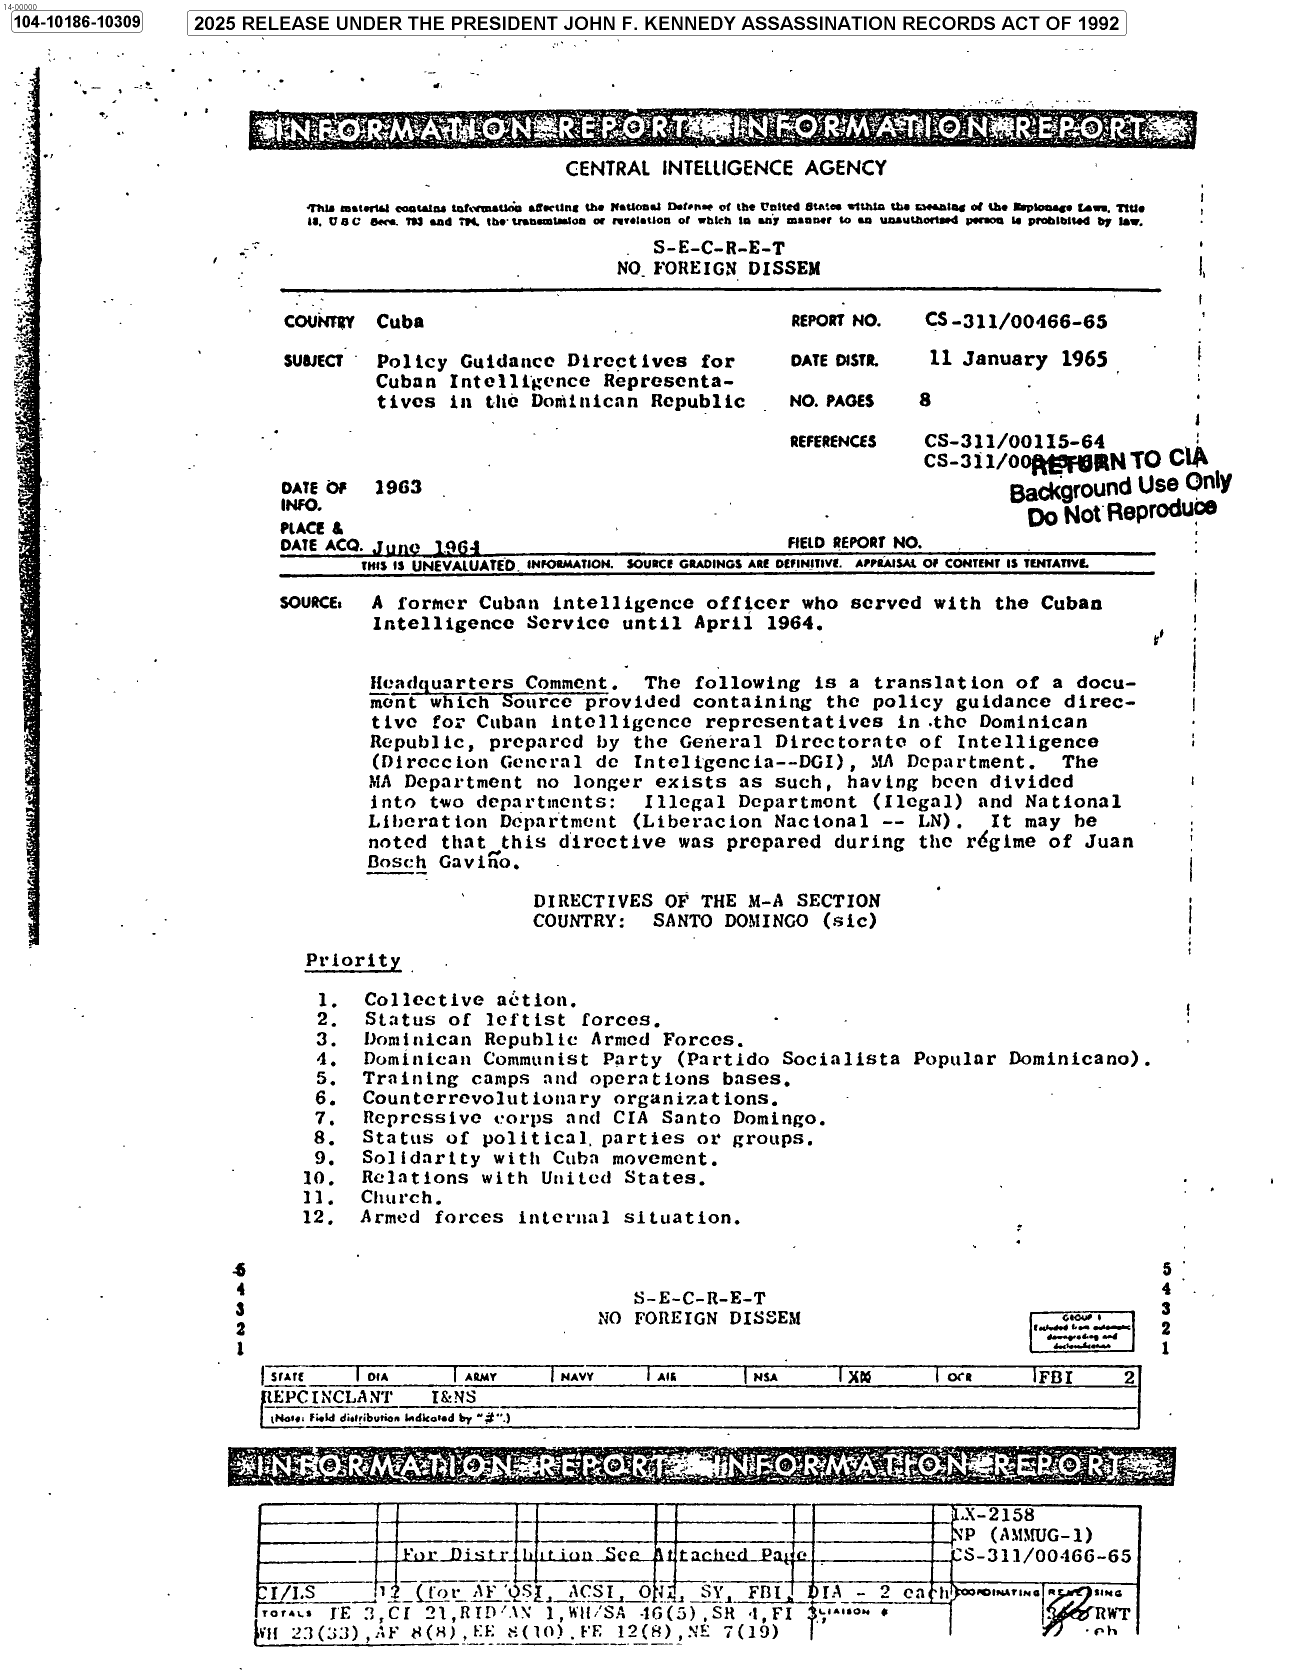 14-00000
104-10186-10309
2025 RELEASE UNDER THE PRESIDENT JOHN F. KENNEDY ASSASSINATION RECORDS ACT OF 1992
INFORMATION REPORT INFORMATION REPORT
CENTRAL INTELLIGENCE AGENCY
This material contains information affecting the National Defense of the United States within the meaning of the Espionage Laws, Title
18, U S C Secs. 793 and 794, the transmission or revelation of which in any manner to an unauthorized person is prohibited by law.
S-E-C-R-E-T
NO FOREIGN DISSEM
COUNTRY Cuba REPORT NO. CS-311/00466-65
SUBJECT Policy Guidance Directives for DATE DISTR. 11 January 1965
Cuban Intelligence Representa-
tives in the Dominican Republic NO. PAGES 8
REFERENCES CS-311/00115-64
CS-311/00
RETURN TO CIA
Background Use Only
Do Not Reproduce
DATE OF 1963
INFO.
PLACE &
DATE ACQ. June 1964 FIELD REPORT NO.
THIS IS UNEVALUATED INFORMATION. SOURCE GRADINGS ARE DEFINITIVE. APPRAISAL OF CONTENT IS TENTATIVE.
SOURCE: A former Cuban intelligence officer who served with the Cuban
Intelligence Service until April 1964.
Headquarters Comment. The following is a translation of a docu-
ment which Source provided containing the policy guidance direc-
tive for Cuban intelligence representatives in the Dominican
Republic, prepared by the General Directorate of Intelligence
(Direccion General de Inteligencia--DGI), MA Department. The
MA Department no longer exists as such, having been divided
into two departments: Illegal Department (Ilegal) and National
Liberation Department (Liberacion Nacional -- LN). It may be
noted that this directive was prepared during the régime of Juan
Bosch Gaviño.
DIRECTIVES OF THE M-A SECTION
COUNTRY: SANTO DOMINGO (sic)
Priority
1. Collective action.
2. Status of leftist forces.
3. Dominican Republic Armed Forces.
4. Dominican Communist Party (Partido Socialista Popular Dominicano).
5. Training camps and operations bases.
6. Counterrevolutionary organizations.
7. Repressive corps and CIA Santo Domingo.
8. Status of political parties or groups.
9. Solidarity with Cuba movement.
10. Relations with United States.
11. Church.
12. Armed forces internal situation.
5 5
4 4
3 3
2 2
1 1
S-E-C-R-E-T
NO FOREIGN DISSEM
GROUP 1
Excluded from automatic
downgrading and
declassification
STATE DIA ARMY NAVY AIR NSA OCR FBI 2
REPCINCLANT I&NS
(Note: Field distribution indicated by "#".)
INFORMATION REPORT INFORMATION REPORT
LX-2158
NP (AMMUG-1)
For Distribution See Attached Page CS-311/00466-65
CI/LS 12 (for AF OSI, ACSI, ONI, SY, FBI, DIA - 2 each) COORDINATING RELEASING
TOTALS IE 3,CI 21,RID/AN 1,WH/SA 46(5),SR 4,FI 3, LIAISON # RWT
WH 23(33),AF 8(8),EE 8(10),FE 12(8),NE 7(19)